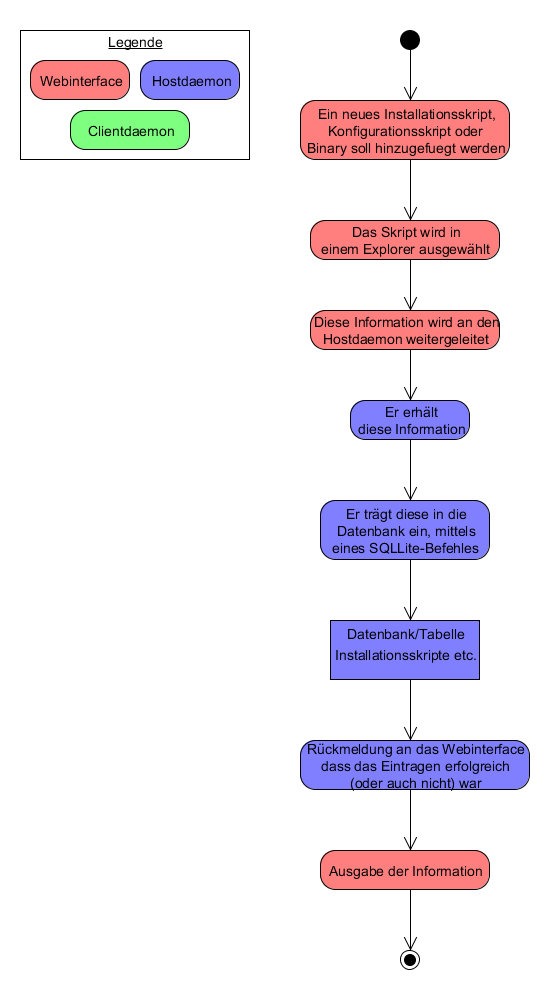 Legende
Webinterface
Hostdaemon
Clientdaemon
Ein neues Installationsskript,
Konfigurationsskript oder
Binary soll hinzugefuegt werden
Das Skript wird in
einem Explorer ausgewählt
Diese Information wird an den
Hostdaemon weitergeleitet
Er erhält
diese Information
Er trägt diese in die
Datenbank ein, mittels
eines SQLLite-Befehles
Datenbank/Tabelle
Installationsskripte etc.
Rückmeldung an das Webinterface
dass das Eintragen erfolgreich
(oder auch nicht) war
Ausgabe der Information